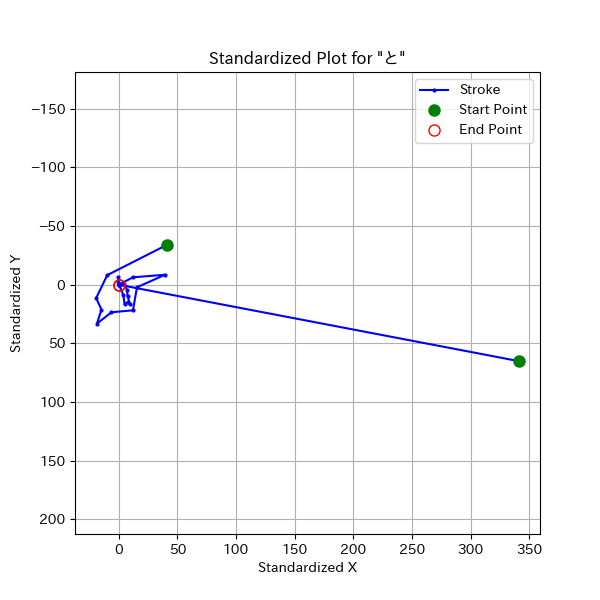 Standardized Plot for "と"
Stroke
Start Point
End Point
Standardized Y
−150
−100
−50
0
50
100
150
200
0 50 100 150 200 250 300 350
Standardized X